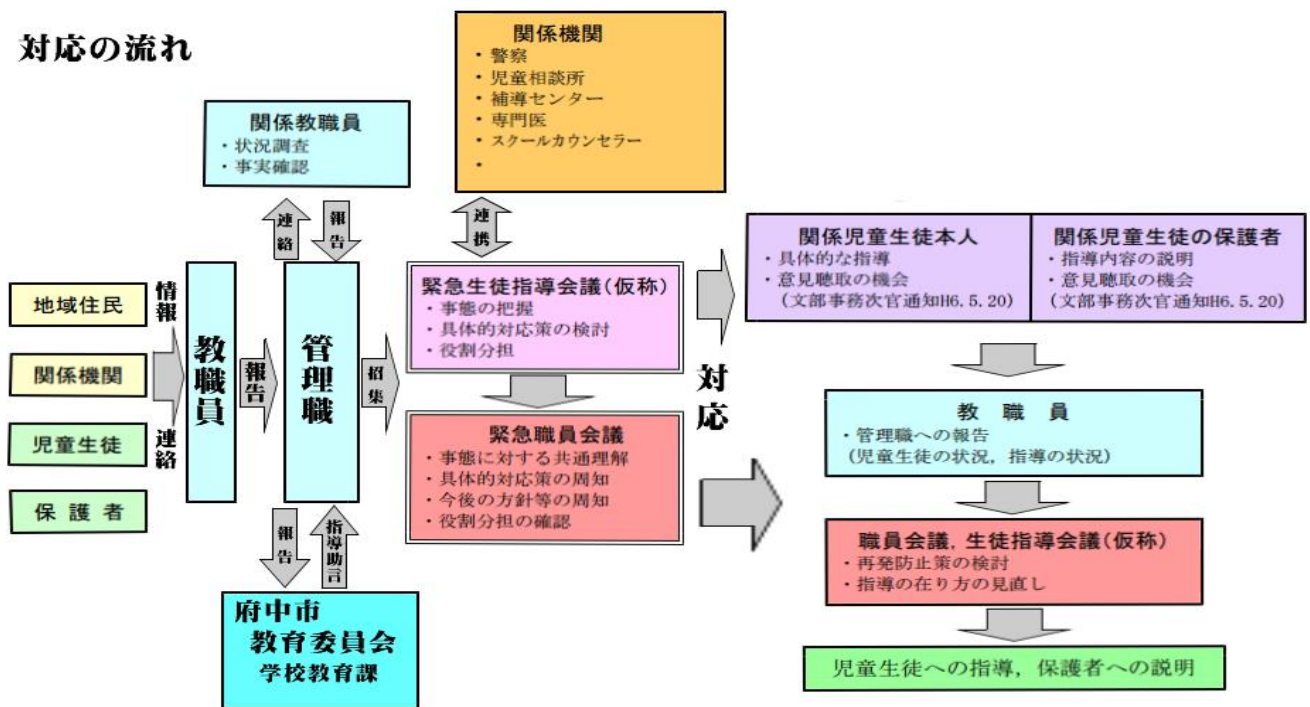 対応の流れ
関係機関
・ 警察
・ 児童相談所
・ 補導センター
・ 専門医
・ スクールカウンセラー
・
関係教職員
・ 状況調査
・ 事実確認
連絡
報告
連携
地域住民
関係機関
児童生徒
保 護 者
情報
連絡
教職員
報告
管理職
招集
報告
指導助言
府中市
教育委員会
学校教育課
緊急生徒指導会議(仮称)
・ 事態の把握
・ 具体的対応策の検討
・ 役割分担
緊急職員会議
・ 事態に対する共通理解
・ 具体的対応策の周知
・ 今後の方針等の周知
・ 役割分担の確認
対応
関係児童生徒本人
・ 具体的な指導
・ 意見聴取の機会
(文部事務次官通知H6.5.20)
関係児童生徒の保護者
・ 指導内容の説明
・ 意見聴取の機会
(文部事務次官通知H6.5.20)
教 職 員
・ 管理職への報告
(児童生徒の状況, 指導の状況)
職員会議, 生徒指導会議(仮称)
・ 再発防止策の検討
・ 指導の在り方の見直し
児童生徒への指導, 保護者への説明